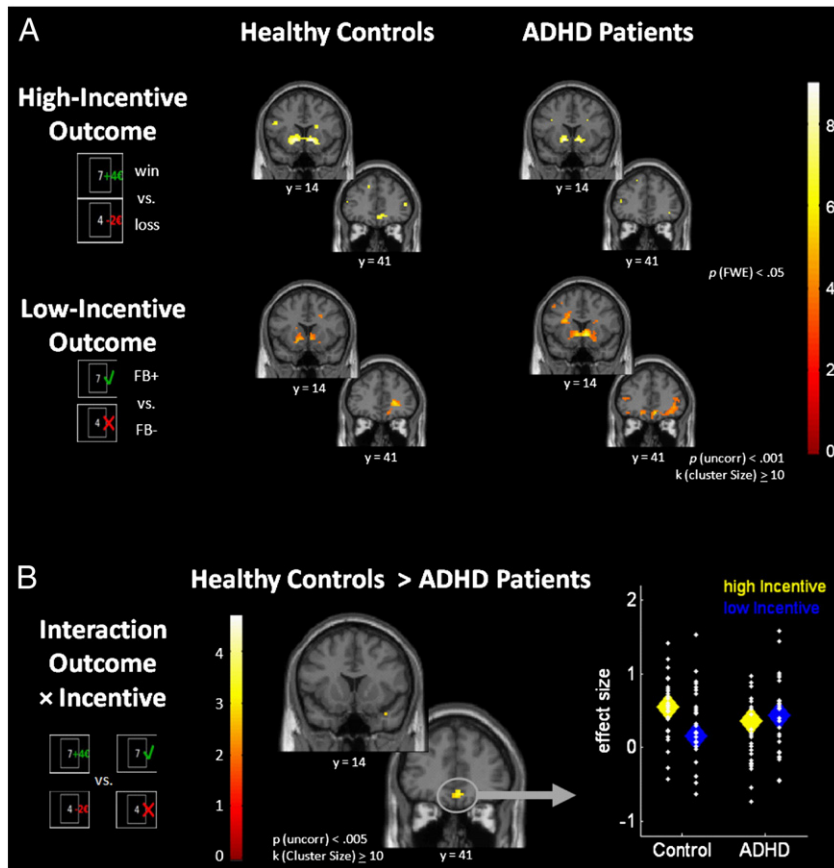 A
Healthy Controls
ADHD Patients
High-Incentive
Outcome
7+4€
win
vs.
4 -2€
loss
y = 14
y = 41
y = 14
y = 41
p (FWE) < .05
Low-Incentive
Outcome
7
FB+
vs.
4
FB-
y = 14
y = 41
y = 14
y = 41
p (uncorr) < .001
k (cluster Size) ≥ 10
8
6
4
2
0
B
Healthy Controls > ADHD Patients
Interaction
Outcome
× Incentive
7+4€
7
vs.
4 -2€
4
4
3
2
1
0
y = 14
p (uncorr) < .005
k (Cluster Size) ≥ 10
y = 41
high Incentive
low Incentive
effect size
2
1
0
-1
Control
ADHD